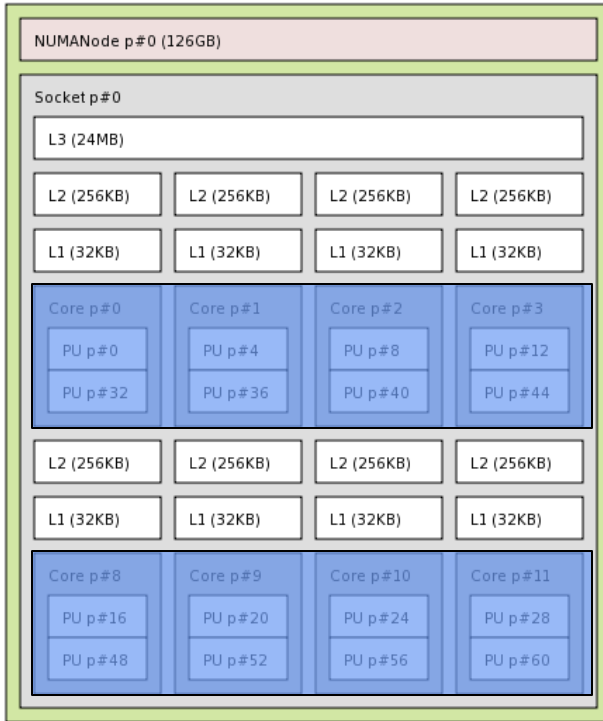 NUMANode p#0 (126GB)
Socket p#0
L3 (24MB)
L2 (256KB) L2 (256KB) L2 (256KB) L2 (256KB)
L1 (32KB) L1 (32KB) L1 (32KB) L1 (32KB)
Core p#0 Core p#1 Core p#2 Core p#3
PU p#0 PU p#4 PU p#8 PU p#12
PU p#32 PU p#36 PU p#40 PU p#44
L2 (256KB) L2 (256KB) L2 (256KB) L2 (256KB)
L1 (32KB) L1 (32KB) L1 (32KB) L1 (32KB)
Core p#8 Core p#9 Core p#10 Core p#11
PU p#16 PU p#20 PU p#24 PU p#28
PU p#48 PU p#52 PU p#56 PU p#60